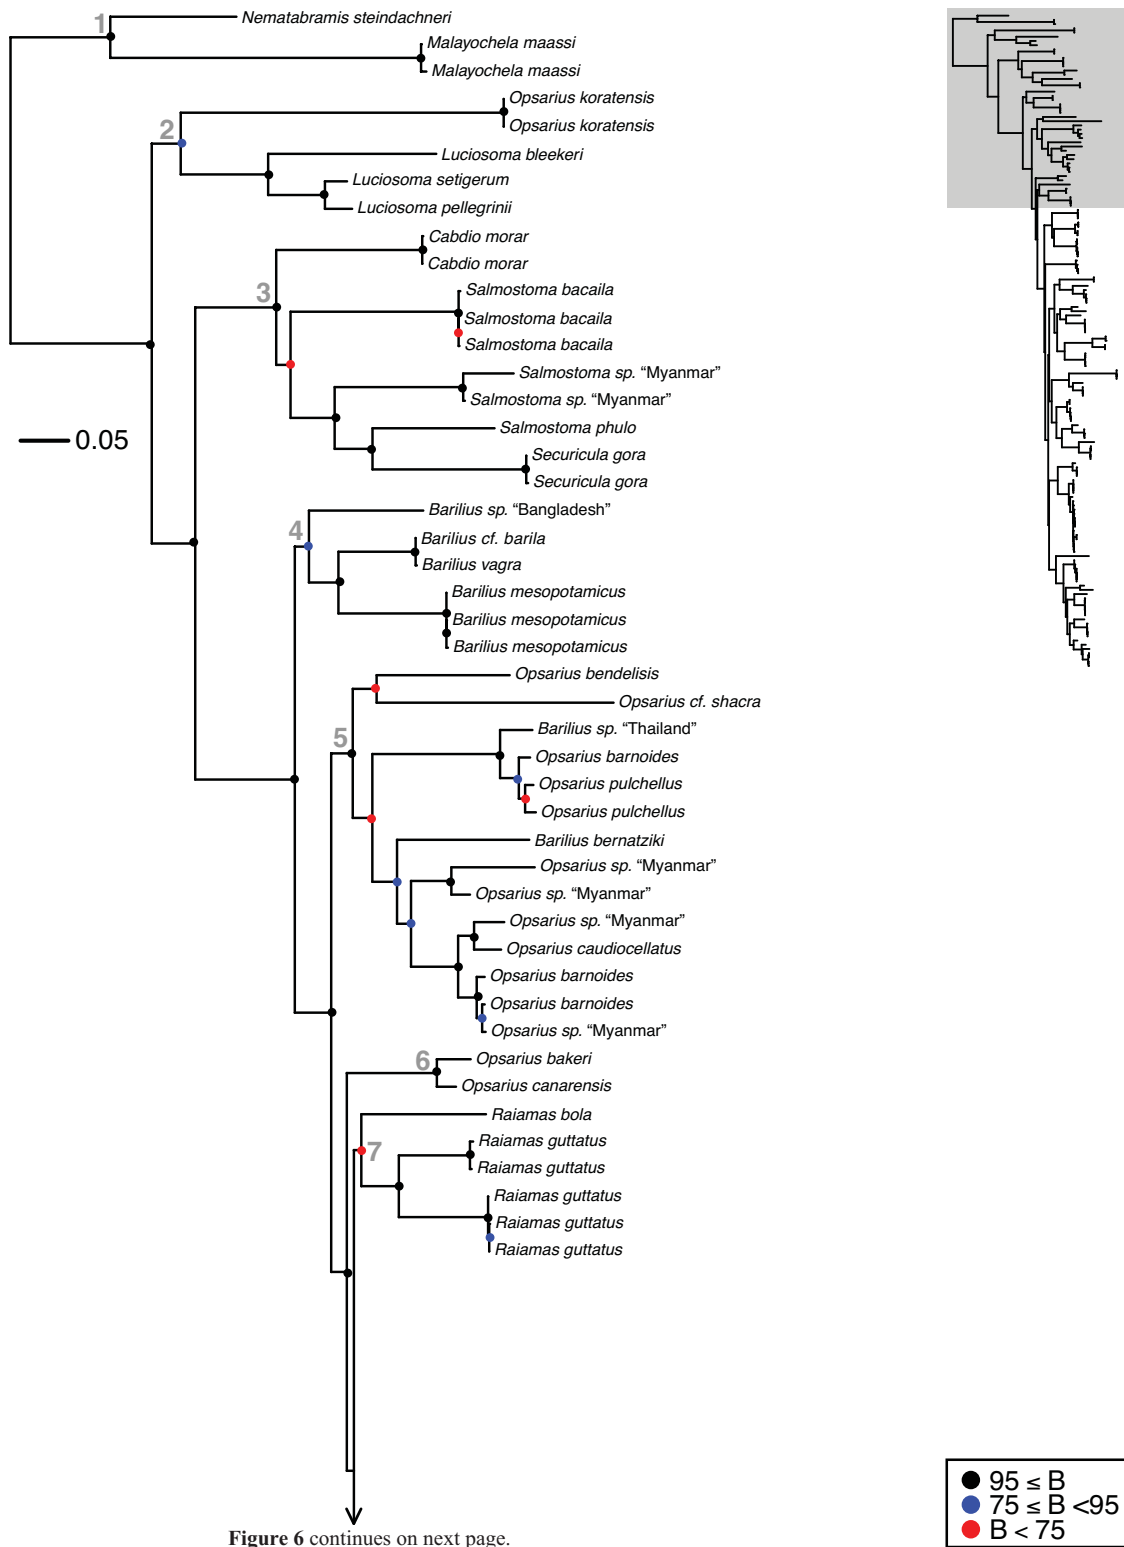 1
Nematabramis steindachneri
Malayochela maassi
Malayochela maassi
Opsarius koratensis
2
Opsarius koratensis
Luciosoma bleekeri
Luciosoma setigerum
Luciosoma pellegrinii
Cabdio morar
Cabdio morar
3
Salmostoma bacaila
Salmostoma bacaila
Salmostoma bacaila
Salmostoma sp. “Myanmar”
Salmostoma sp. “Myanmar”
Salmostoma phulo
0.05
Securicula gora
Securicula gora
Barilius sp. “Bangladesh”
4
Barilius cf. barila
Barilius vagra
Barilius mesopotamicus
Barilius mesopotamicus
Barilius mesopotamicus
Opsarius bendelisis
Opsarius cf. shacra
Barilius sp. “Thailand”
5
Opsarius barnoides
Opsarius pulchellus
Opsarius pulchellus
Barilius bernatziki
Opsarius sp. “Myanmar”
Opsarius sp. “Myanmar”
Opsarius sp. “Myanmar”
Opsarius caudiocellatus
Opsarius barnoides
Opsarius barnoides
Opsarius sp. “Myanmar”
6
Opsarius bakeri
Opsarius canarensis
Raiamas bola
Raiamas guttatus
7
Raiamas guttatus
Raiamas guttatus
Raiamas guttatus
Raiamas guttatus
95 ≤ B
75 ≤ B <95
B < 75
Figure 6 continues on next page.